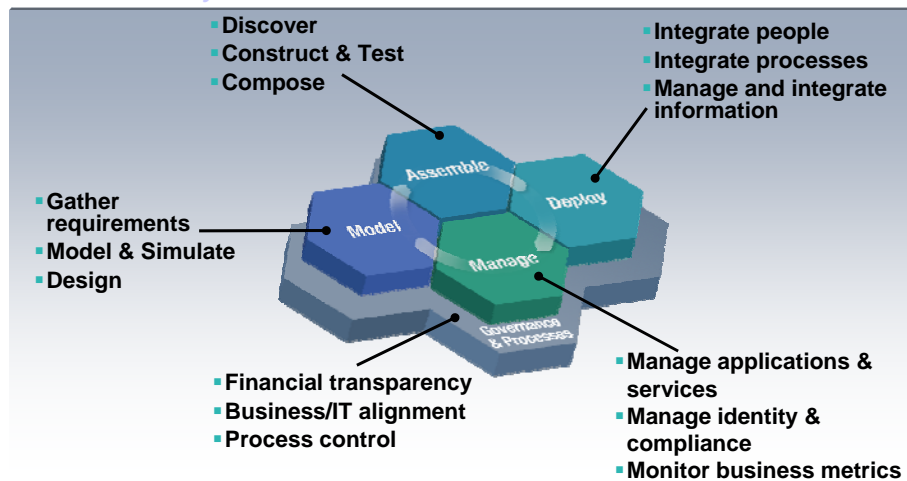 Discover
Construct & Test
Compose
Integrate people
Integrate processes
Manage and integrate
information
Assemble
Deploy
Gather
requirements
Model & Simulate
Design
Model
Manage
Governance
& Processes
Financial transparency
Business/IT alignment
Process control
Manage applications &
services
Manage identity &
compliance
Monitor business metrics